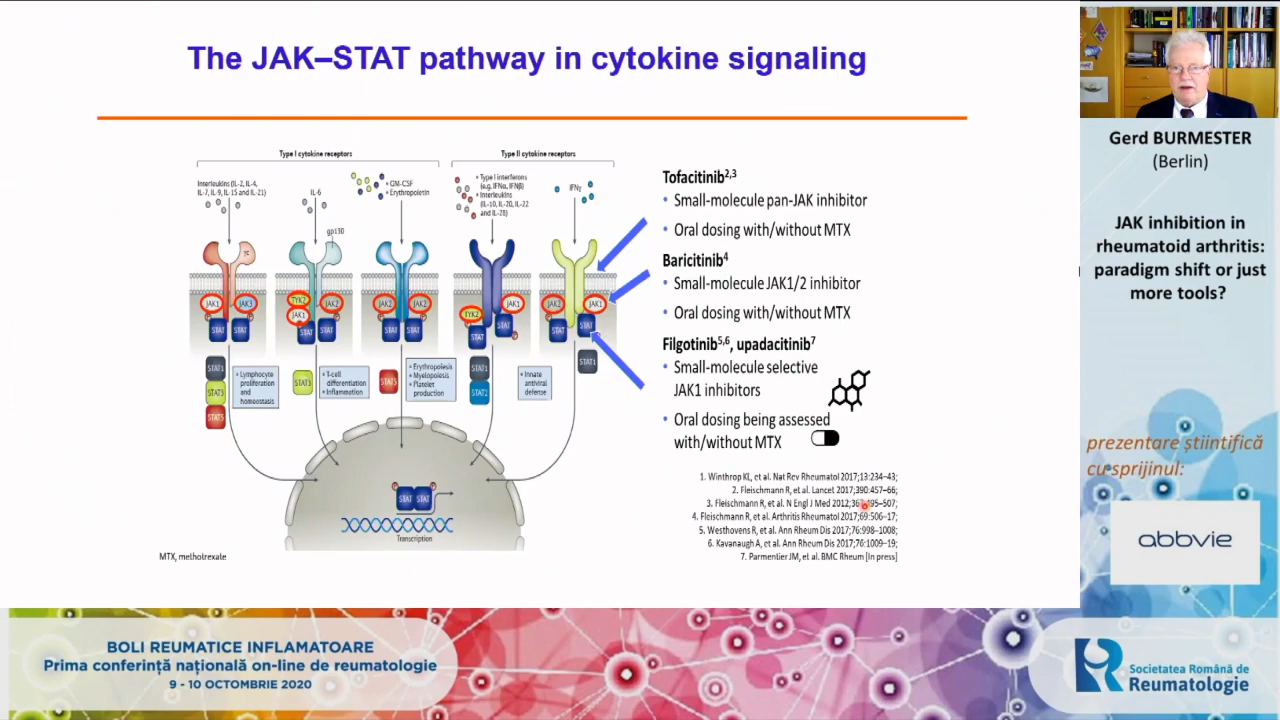 The JAK–STAT pathway in cytokine signaling
Type I cytokine receptors
Type II cytokine receptors
Interleukins (IL-2, IL-4,
IL-7, IL-9, IL-15 and IL-21)
IL-6
• GM-CSF
• Erythropoietin
• Type I interferons
(e.g. IFNα, IFNβ)
• Interleukins
(IL-10, IL-20, IL-22
and IL-28)
IFNγ
gp130
γc
JAK1
JAK3
TYK2
JAK1
JAK2
JAK2
JAK2
TYK2
JAK1
JAK2
JAK1
STAT
STAT
STAT
STAT
STAT
STAT
STAT
STAT
STAT
STAT
STAT1
STAT3
STAT5
• Lymphocyte
proliferation
and
homeostasis
STAT3
• T-cell
differentiation
• Inflammation
STAT5
• Erythropoiesis
• Myelopoiesis
• Platelet
production
STAT1
STAT2
• Innate
antiviral
defense
STAT1
STAT
STAT
Transcription
MTX, methotrexate
Tofacitinib2,3
• Small-molecule pan-JAK inhibitor
• Oral dosing with/without MTX
Baricitinib4
• Small-molecule JAK1/2 inhibitor
• Oral dosing with/without MTX
Filgotinib5,6, upadacitinib7
• Small-molecule selective
JAK1 inhibitors
• Oral dosing being assessed
with/without MTX
1. Winthrop KL, et al. Nat Rev Rheumatol 2017;13:234–43;
2. Fleischmann R, et al. Lancet 2017;390:457–66;
3. Fleischmann R, et al. N Engl J Med
4. Fleischmann R, et al. Arthritis Rheumatol 2017;69:506–17;
5. Westhovens R, et al. Ann Rheum Dis 2017;76:998–1008;
6. Kavanaugh A, et al. Ann Rheum Dis 2017;76:1009–19;
7. Parmentier JM, et al. BMC Rheum [In press]
Gerd BURMESTER
(Berlin)
JAK inhibition in
rheumatoid arthritis:
paradigm shift or just
more tools?
prezentare științifică
cu sprijinul:
abbvie
BOLI REUMATICE INFLAMATOARE
Prima conferință națională on-line de reumatologie
9 - 10 OCTOMBRIE 2020
Societatea Română de
Reumatologie